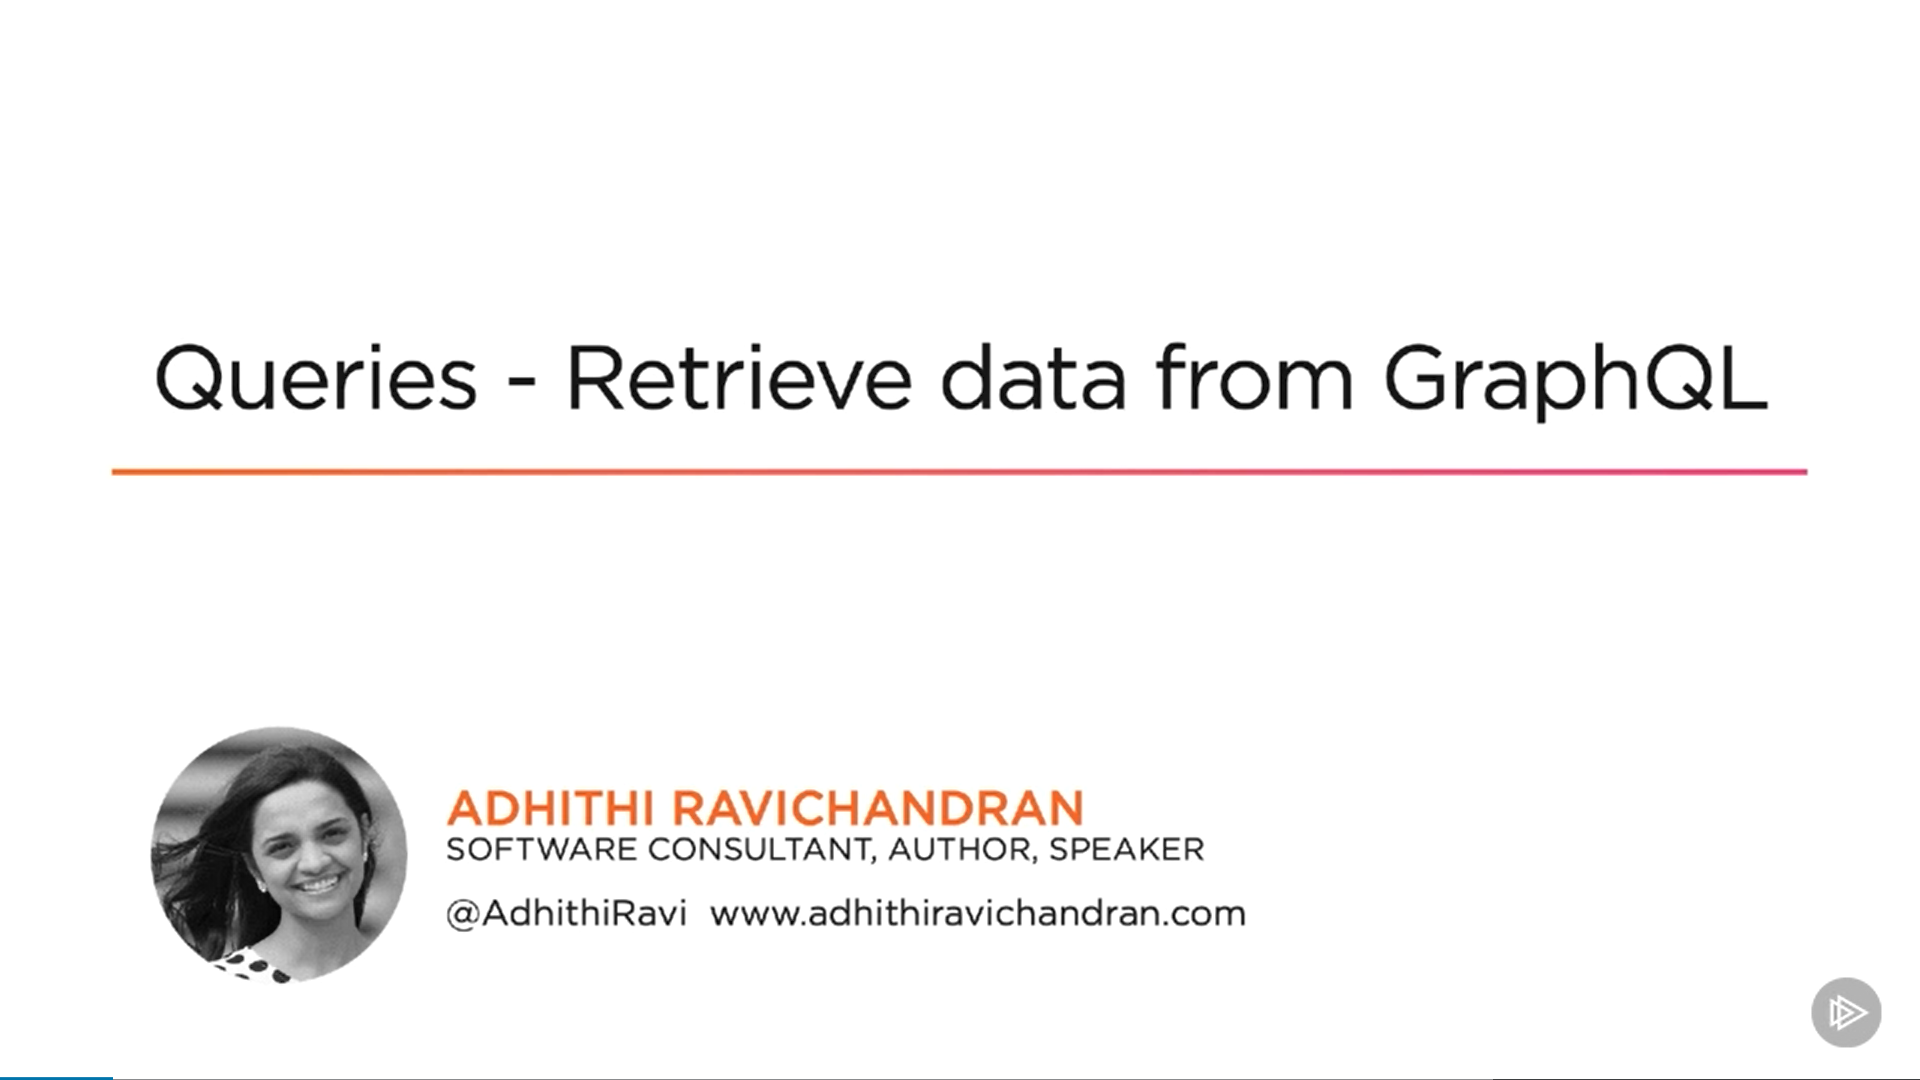 Queries - Retrieve data from GraphQL
ADHITHI RAVICHANDRAN
SOFTWARE CONSULTANT, AUTHOR, SPEAKER
@AdhithiRavi www.adhithiravichandran.com